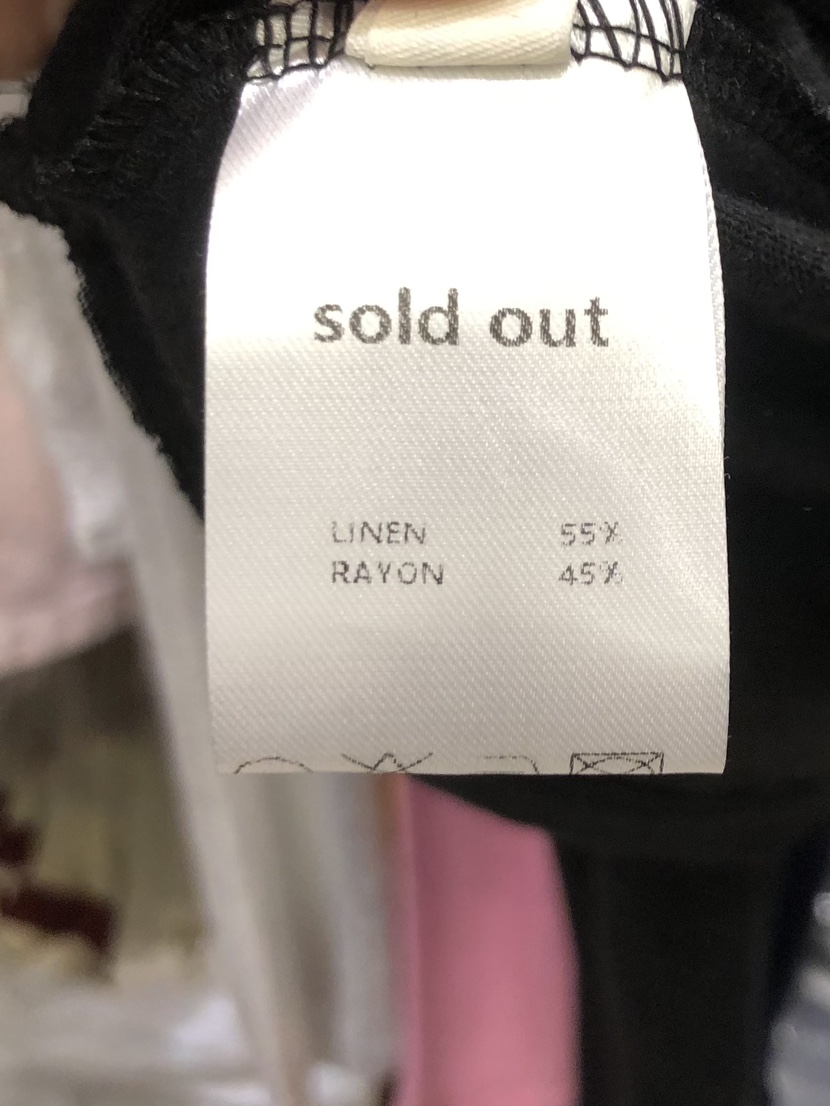 sold out
LINEN 55%
RAYON 45%